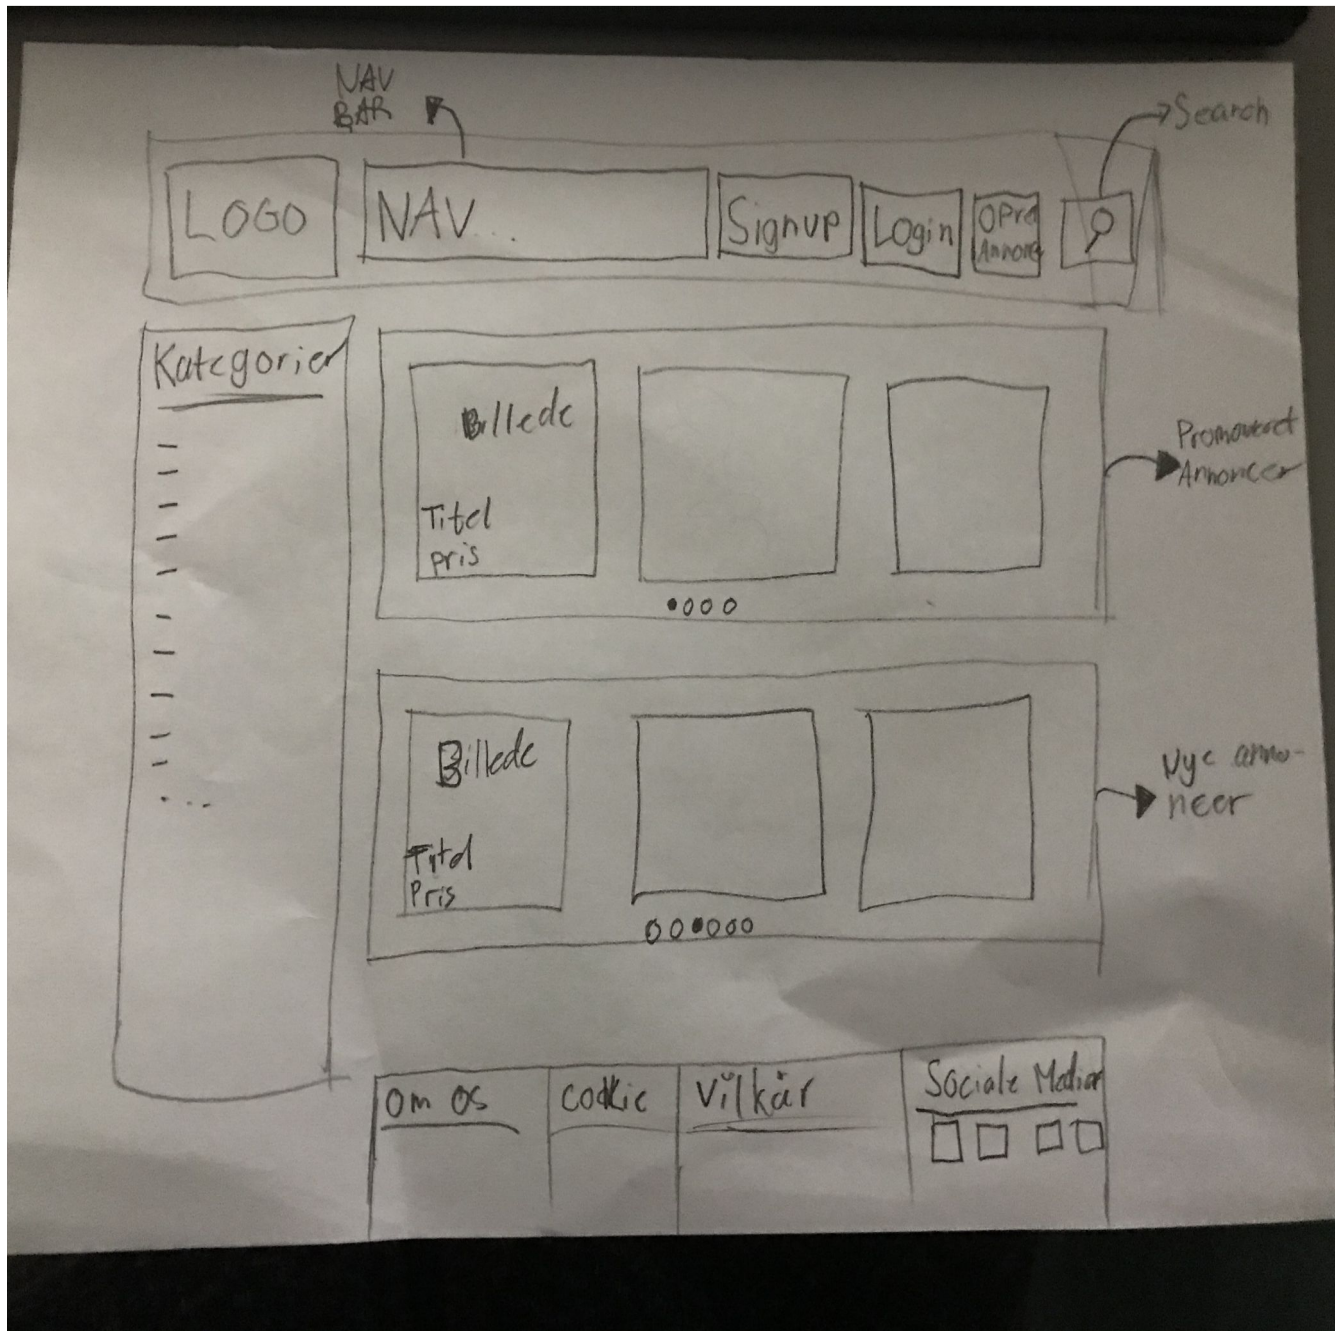 NAV
BAR
Search
LOGO
NAV...
Signup
Login
Opre
Annonce
Kategorier
Billede
Titel
pris
Promoveret
Annoncer
Billede
Titel
Pris
Nye anno-
ncer
Om os
Cookie
Vilkår
Sociale Medier